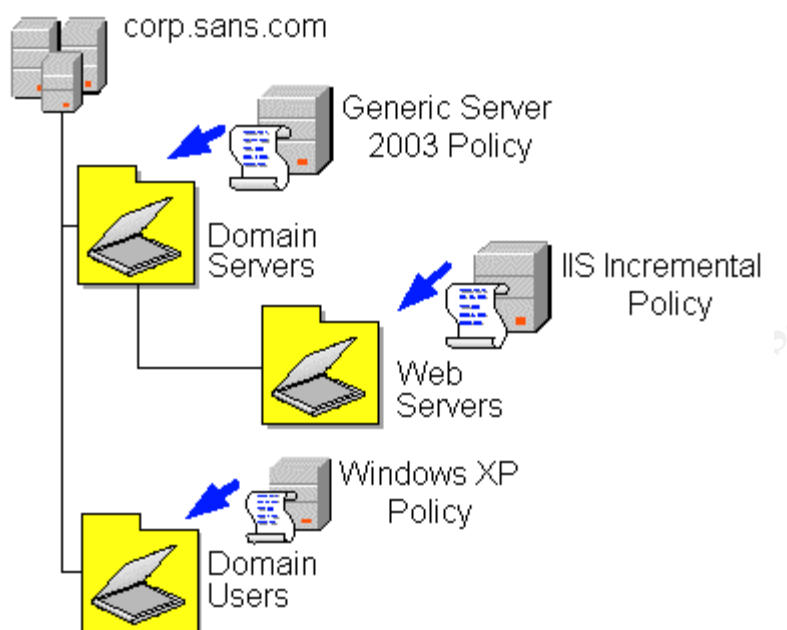 corp.sans.com
Generic Server
2003 Policy
Domain
Servers
IIS Incremental
Policy
Web
Servers
Windows XP
Policy
Domain
Users